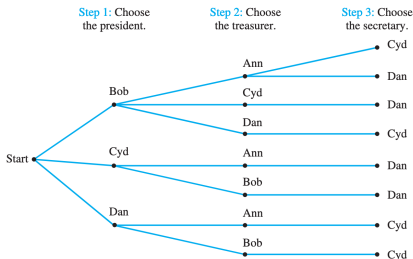 Step 1: Choose
the president.
Step 2: Choose
the treasurer.
Step 3: Choose
the secretary.
Start
Bob
Cyd
Dan
Ann
Cyd
Dan
Ann
Bob
Ann
Bob
Cyd
Dan
Dan
Cyd
Dan
Dan
Cyd
Cyd